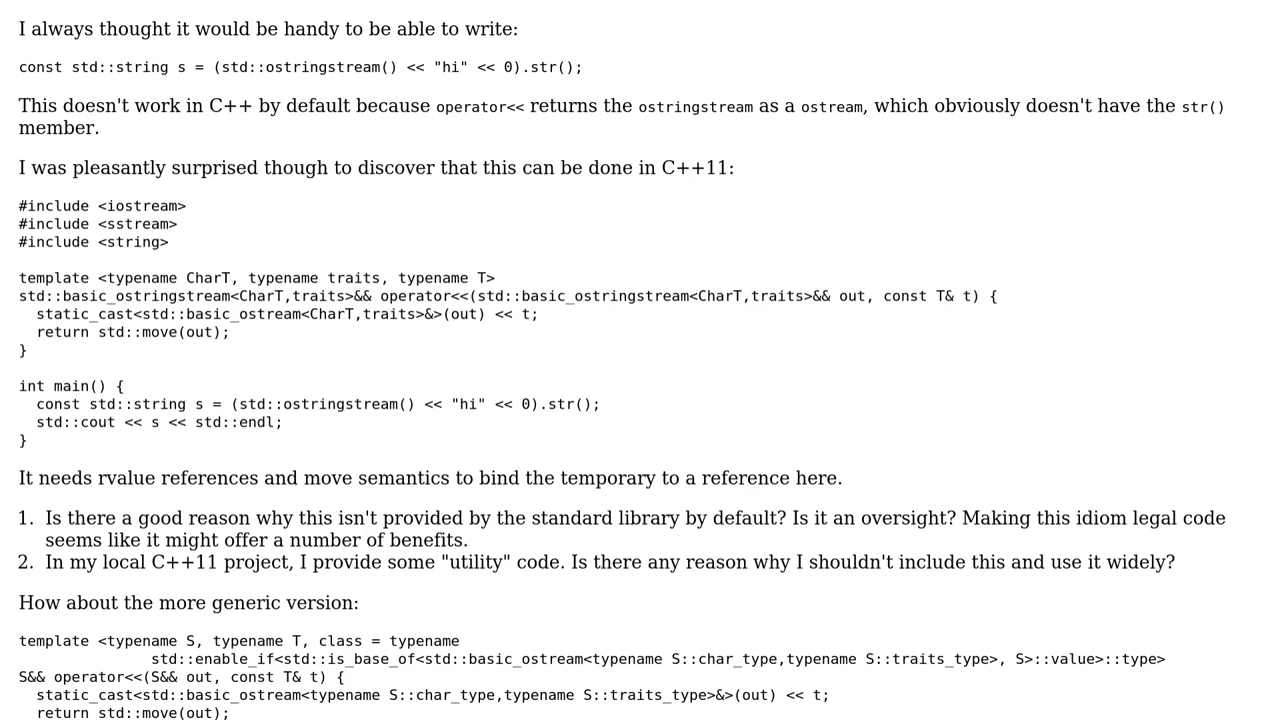 I always thought it would be handy to be able to write:
const std::string s = (std::ostringstream() << "hi" << 0).str();
This doesn't work in C++ by default because operator<< returns the ostringstream as a ostream, which obviously doesn't have the str()
member.
I was pleasantly surprised though to discover that this can be done in C++11:
#include <iostream>
#include <sstream>
#include <string>
template <typename CharT, typename traits, typename T>
std::basic_ostringstream<CharT,traits>&& operator<<(std::basic_ostringstream<CharT,traits>&& out, const T& t) {
  static_cast<std::basic_ostream<CharT,traits>&>(out) << t;
  return std::move(out);
}
int main() {
  const std::string s = (std::ostringstream() << "hi" << 0).str();
  std::cout << s << std::endl;
}
It needs rvalue references and move semantics to bind the temporary to a reference here.
1. Is there a good reason why this isn't provided by the standard library by default? Is it an oversight? Making this idiom legal code
seems like it might offer a number of benefits.
2. In my local C++11 project, I provide some "utility" code. Is there any reason why I shouldn't include this and use it widely?
How about the more generic version:
template <typename S, typename T, class = typename
               std::enable_if<std::is_base_of<std::basic_ostream<typename S::char_type,typename S::traits_type>, S>::value>::type>
S&& operator<<(S&& out, const T& t) {
  static_cast<std::basic_ostream<typename S::char_type,typename S::traits_type>&>(out) << t;
  return std::move(out);